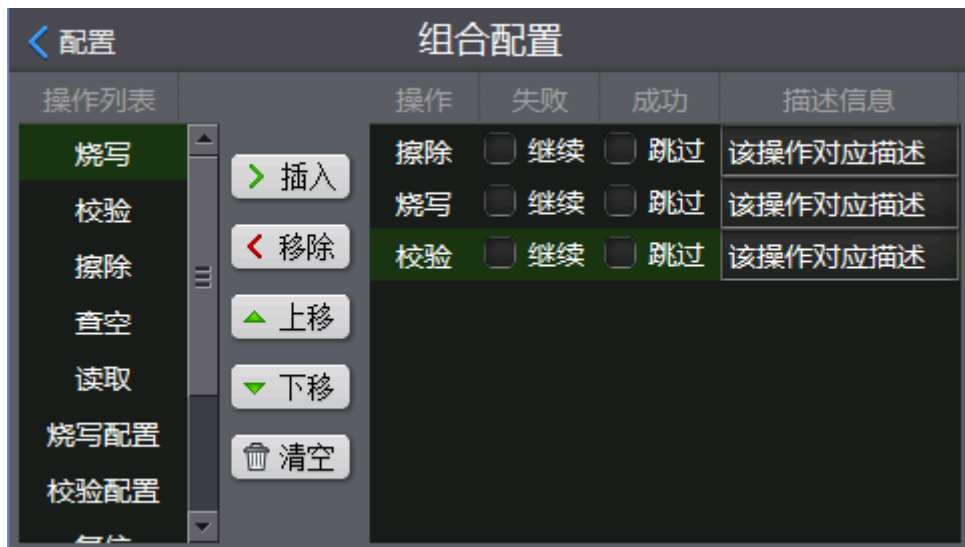 配置
组合配置
操作列表 操作 失败 成功 描述信息
烧写
校验
擦除
查空
读取
烧写配置
校验配置
插入
移除
上移
下移
清空
擦除 继续 跳过 该操作对应描述
烧写 继续 跳过 该操作对应描述
校验 继续 跳过 该操作对应描述